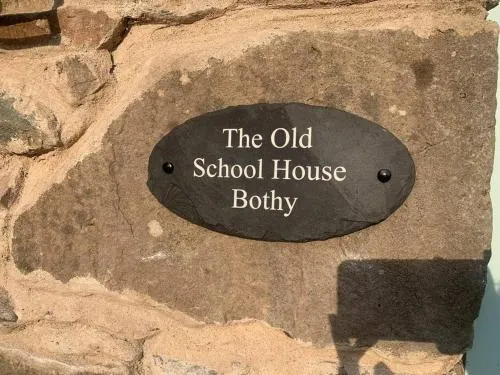 The Old
School House
Bothy